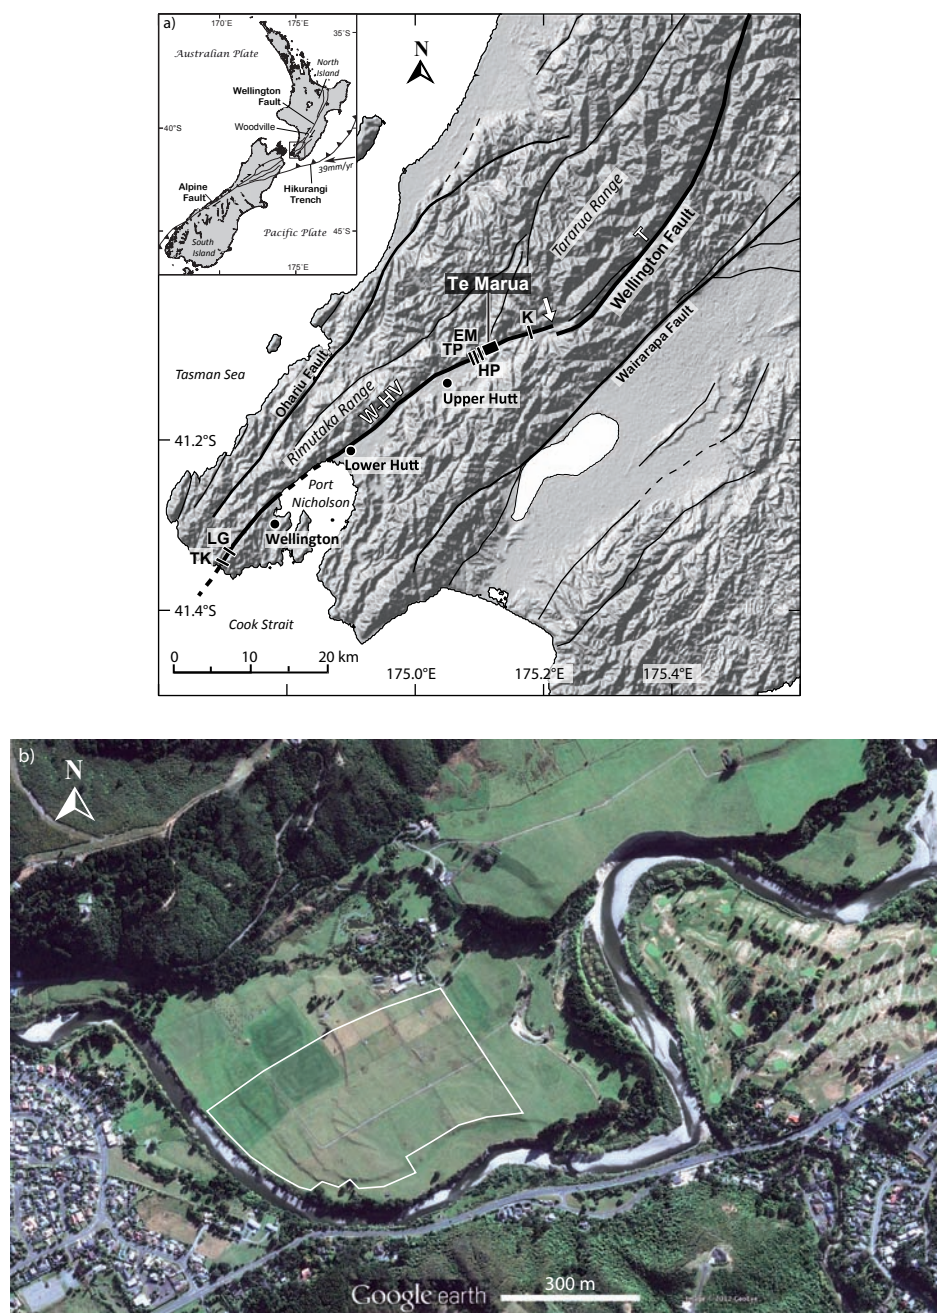 a)
170°E
175°E
35°S
Australian Plate
North
Island
Wellington
Fault
Woodville
40°S
39mm/yr
Alpine
Fault
Hikurangi
Trench
45°S
Pacific Plate
South
Island
175°E
N
Tararua Range
T
Wellington Fault
Te Marua
K
EM
TP
HP
Wairarapa Fault
Ohariu Fault
Tasman Sea
Rimutaka Range
W-HV
Upper Hutt
41.2°S
Lower Hutt
Port
Nicholson
LG
Wellington
TK
41.4°S
Cook Strait
0
10
20 km
175.0°E
175.2°E
175.4°E
b)
N
Google earth
300 m
Image © 2012 GeoEye